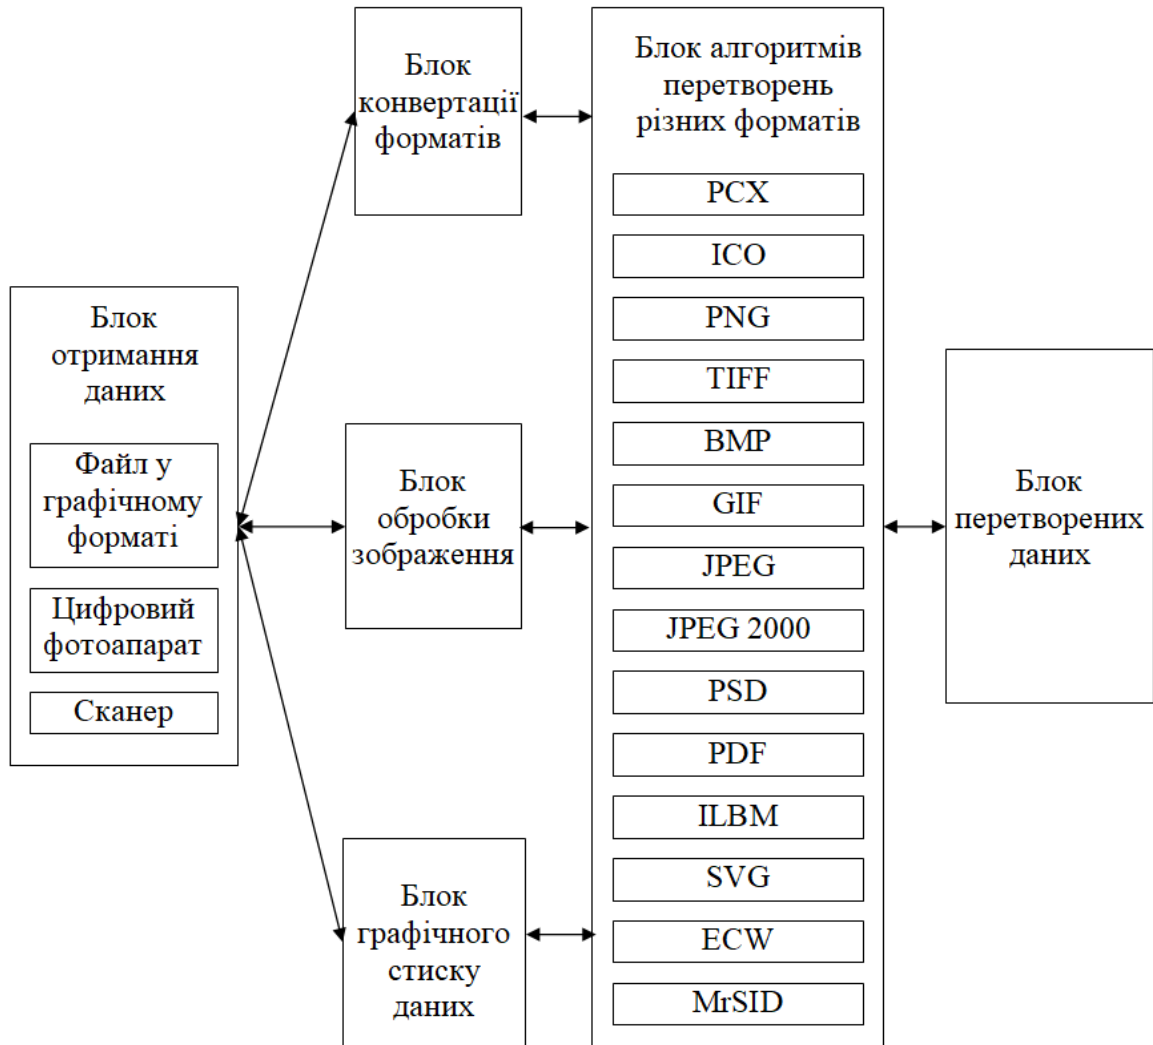 Блок
отримання
даних
Файл у
графічному
форматі
Цифровий
фотоапарат
Сканер
Блок
конвертації
форматів
Блок
обробки
зображення
Блок
графічного
стиску
даних
Блок алгоритмів
перетворень
різних форматів
PCX
ICO
PNG
TIFF
BMP
GIF
JPEG
JPEG 2000
PSD
PDF
ILBM
SVG
ECW
MrSID
Блок
перетворених
даних